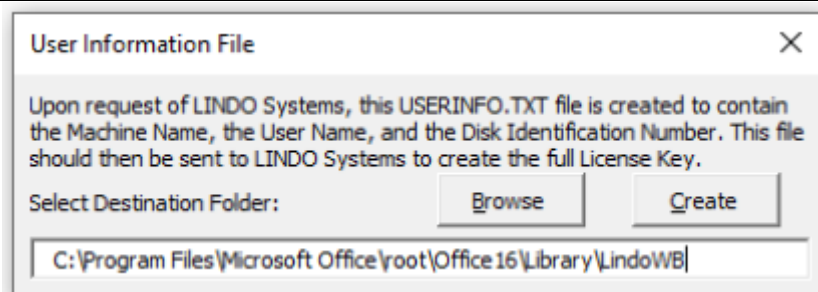 User Information File
Upon request of LINDO Systems, this USERINFO.TXT file is created to contain
the Machine Name, the User Name, and the Disk Identification Number. This file
should then be sent to LINDO Systems to create the full License Key.
Select Destination Folder: Browse Create
C:\Program Files\Microsoft Office\root\Office16\Library\LindoWB